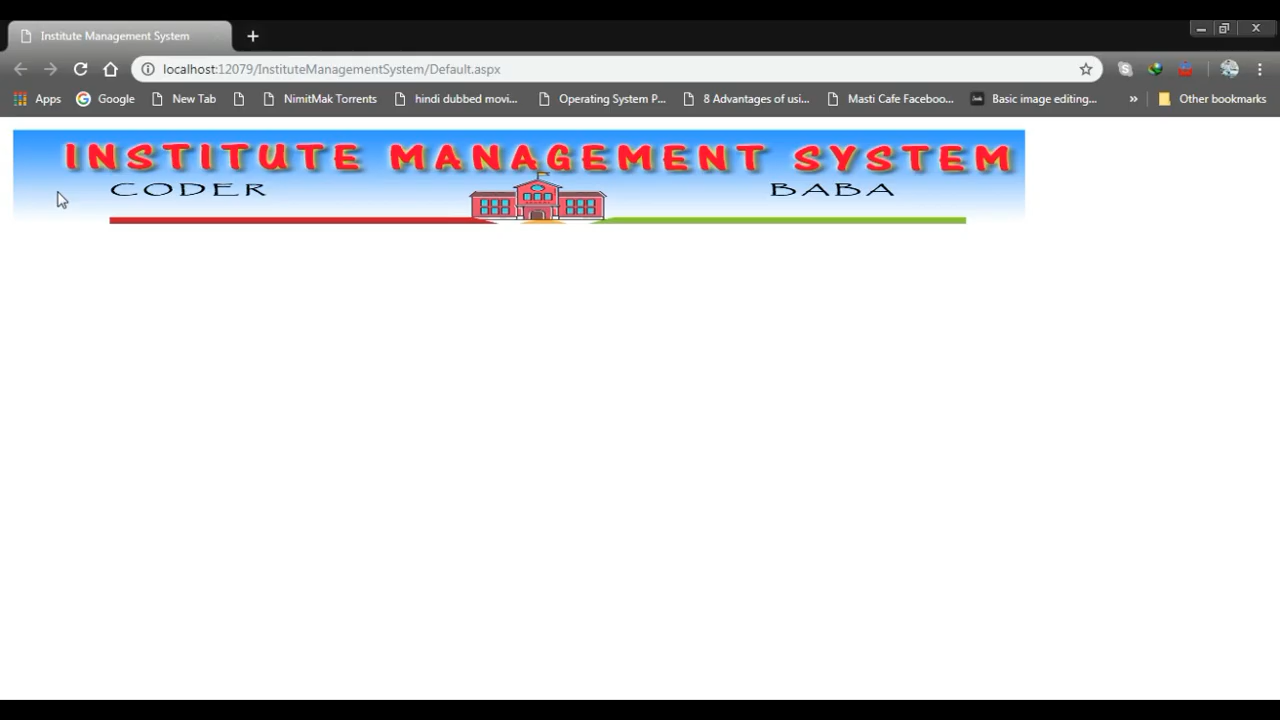 Institute Management System
localhost:12079/InstituteManagementSystem/Default.aspx
Apps Google New Tab NimitMak Torrents hindi dubbed movi... Operating System P... 8 Advantages of usi... Masti Cafe Faceboo... Basic image editing... » Other bookmarks
INSTITUTE MANAGEMENT SYSTEM
CODER BABA